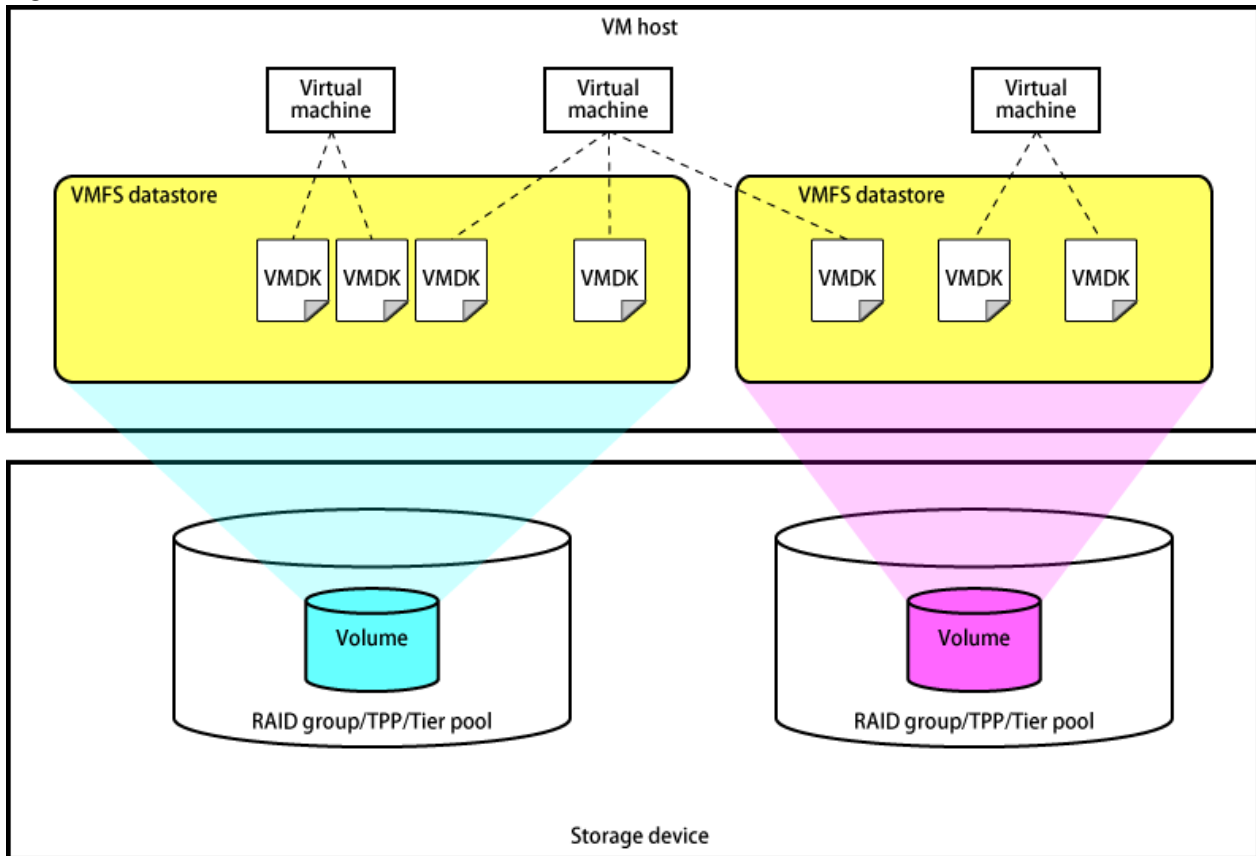 VM host
Virtual
machine
Virtual
machine
Virtual
machine
VMFS datastore
VMFS datastore
VMDK
VMDK
VMDK
VMDK
VMDK
VMDK
VMDK
Volume
Volume
RAID group/TPP/Tier pool
RAID group/TPP/Tier pool
Storage device